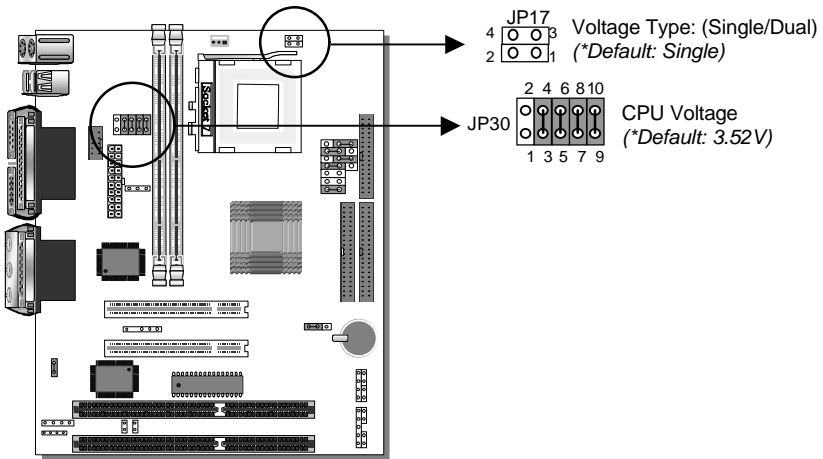 JP17
4 3
2 1
Voltage Type: (Single/Dual)
(*Default: Single)
2 4 6 8 10
JP30
1 3 5 7 9
CPU Voltage
(*Default: 3.52V)
Socket 7